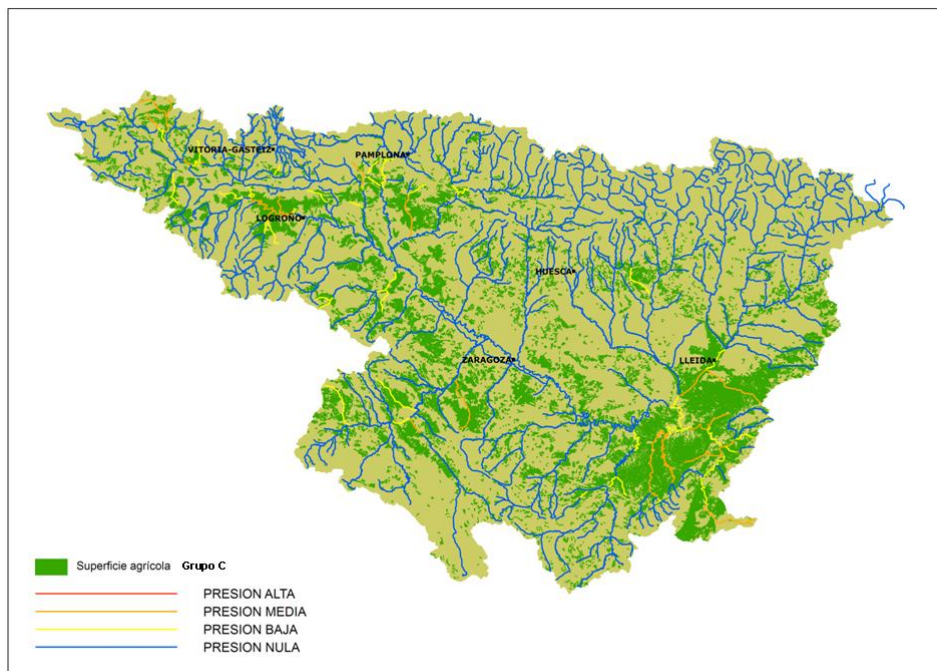 VITORIA-GASTEIZ
PAMPLONA
LOGROÑO
HUESCA
ZARAGOZA
LLEIDA
Superficie agrícola Grupo C
PRESION ALTA
PRESION MEDIA
PRESION BAJA
PRESION NULA